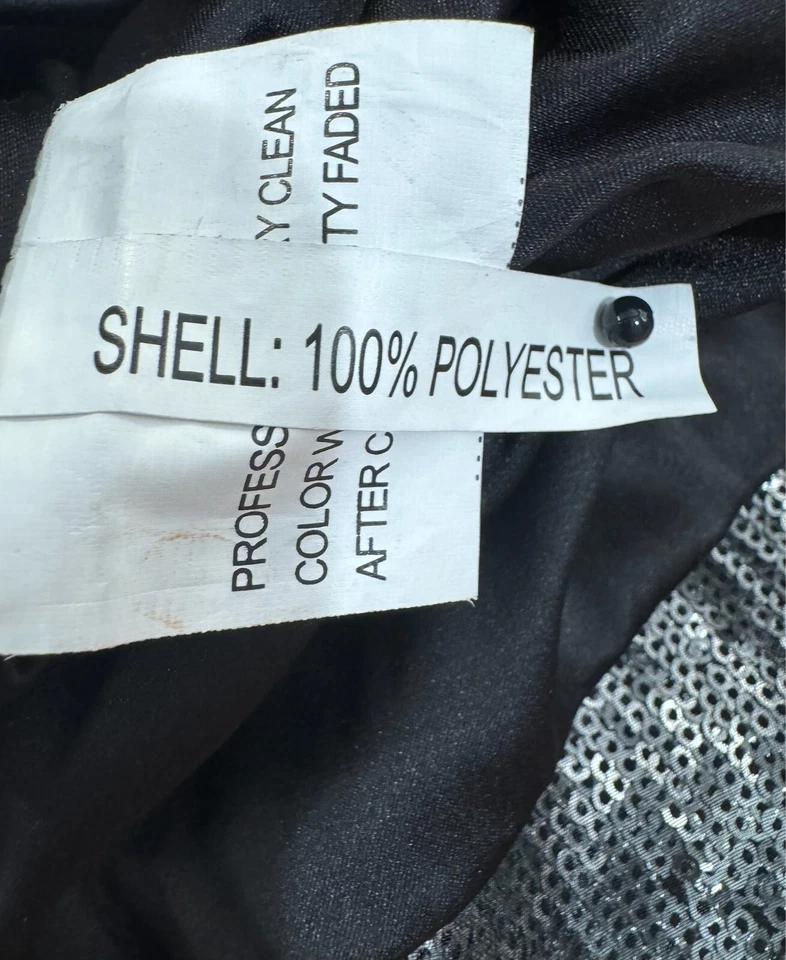 SHELL: 100% POLYESTER
PROFESS Y CLEAN
COLOR W TY FADED
AFTER C